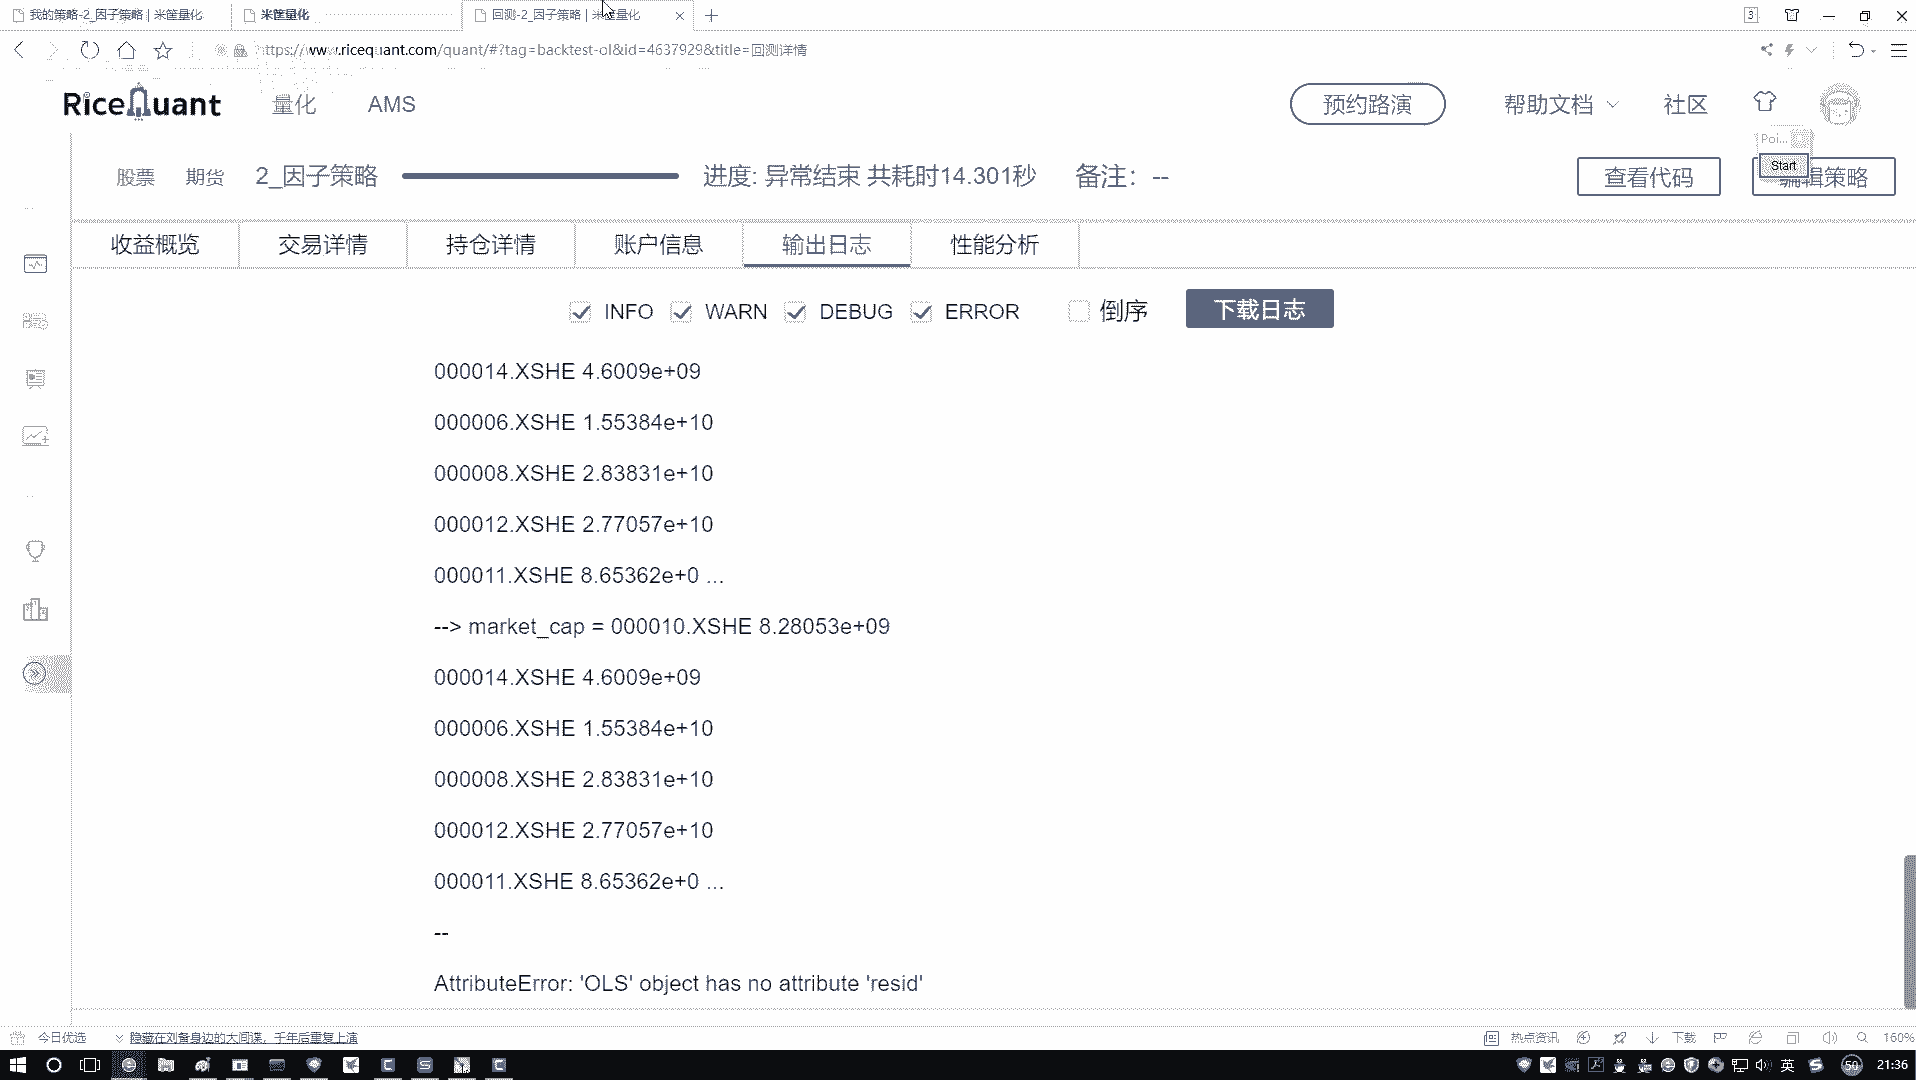 我的策略-2_因子策略 | 米筐量化
米筐量化
回测-2_因子策略 | 米筐量化
3
https://www.ricequant.com/quant/#?tag=backtest-ol&id=4637929&title=回测详情
RiceQuant 量化 AMS
预约路演 帮助文档 社区
Poi...
Start
股票 期货 2_因子策略
进度: 异常结束 共耗时14.301秒 备注: --
查看代码 编辑策略
收益概览 交易详情 持仓详情 账户信息 输出日志 性能分析
INFO WARN DEBUG ERROR 倒序 下载日志
000014.XSHE 4.6009e+09
000006.XSHE 1.55384e+10
000008.XSHE 2.83831e+10
000012.XSHE 2.77057e+10
000011.XSHE 8.65362e+0 ...
--> market_cap = 000010.XSHE 8.28053e+09
000014.XSHE 4.6009e+09
000006.XSHE 1.55384e+10
000008.XSHE 2.83831e+10
000012.XSHE 2.77057e+10
000011.XSHE 8.65362e+0 ...
--
AttributeError: 'OLS' object has no attribute 'resid'
今日优选 隐藏在刘备身边的大间谍，千年后重复上演
热点资讯 下载 160%
英 50 21:36